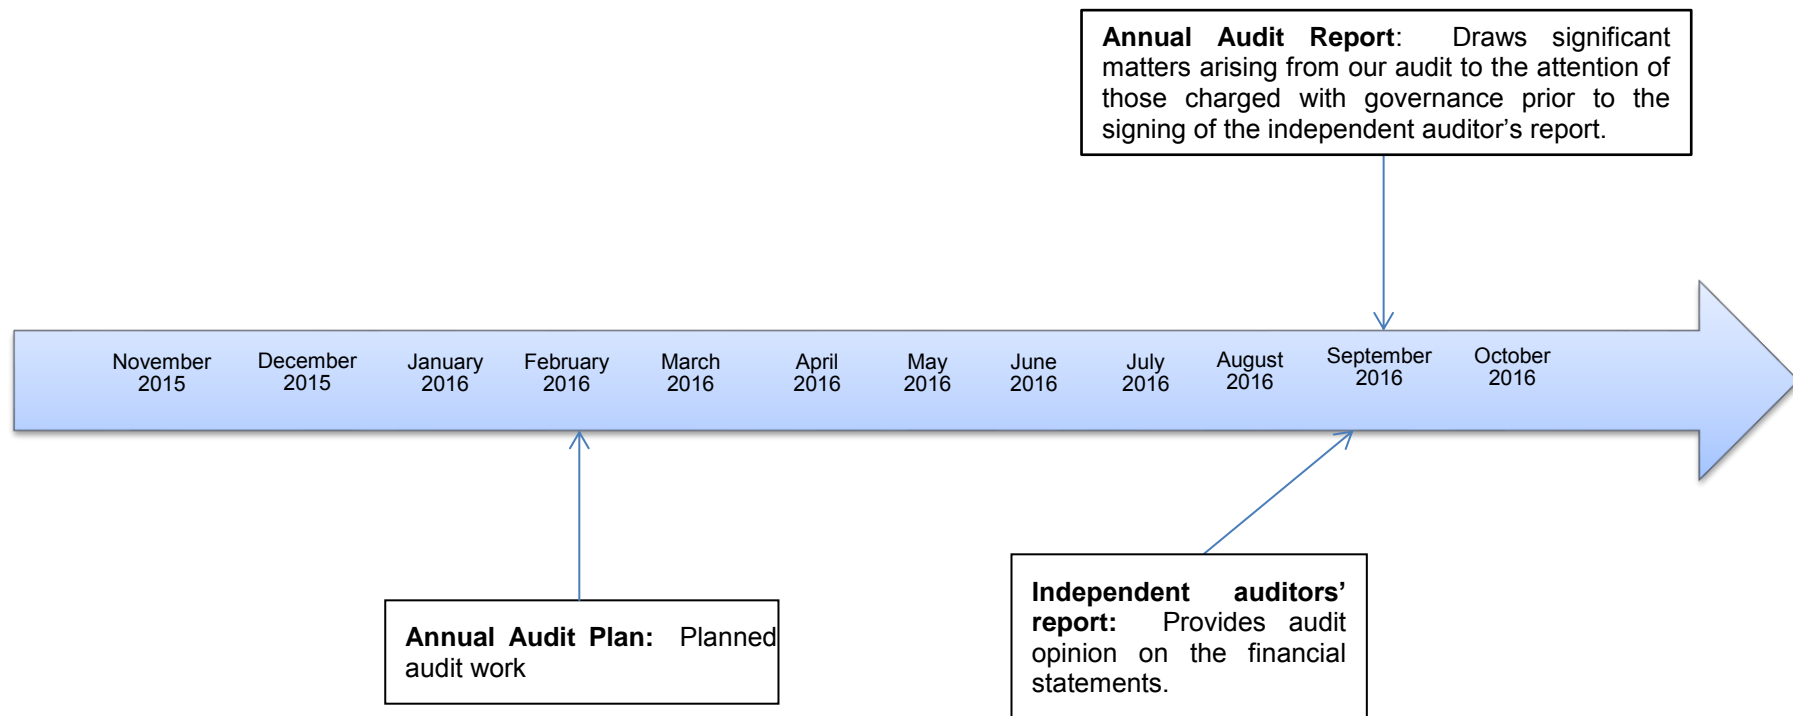 Annual Audit Report: Draws significant
matters arising from our audit to the attention of
those charged with governance prior to the
signing of the independent auditor’s report.
November
2015
December
2015
January
2016
February
2016
March
2016
April
2016
May
2016
June
2016
July
2016
August
2016
September
2016
October
2016
Annual Audit Plan: Planned
audit work
Independent auditors’
report: Provides audit
opinion on the financial
statements.